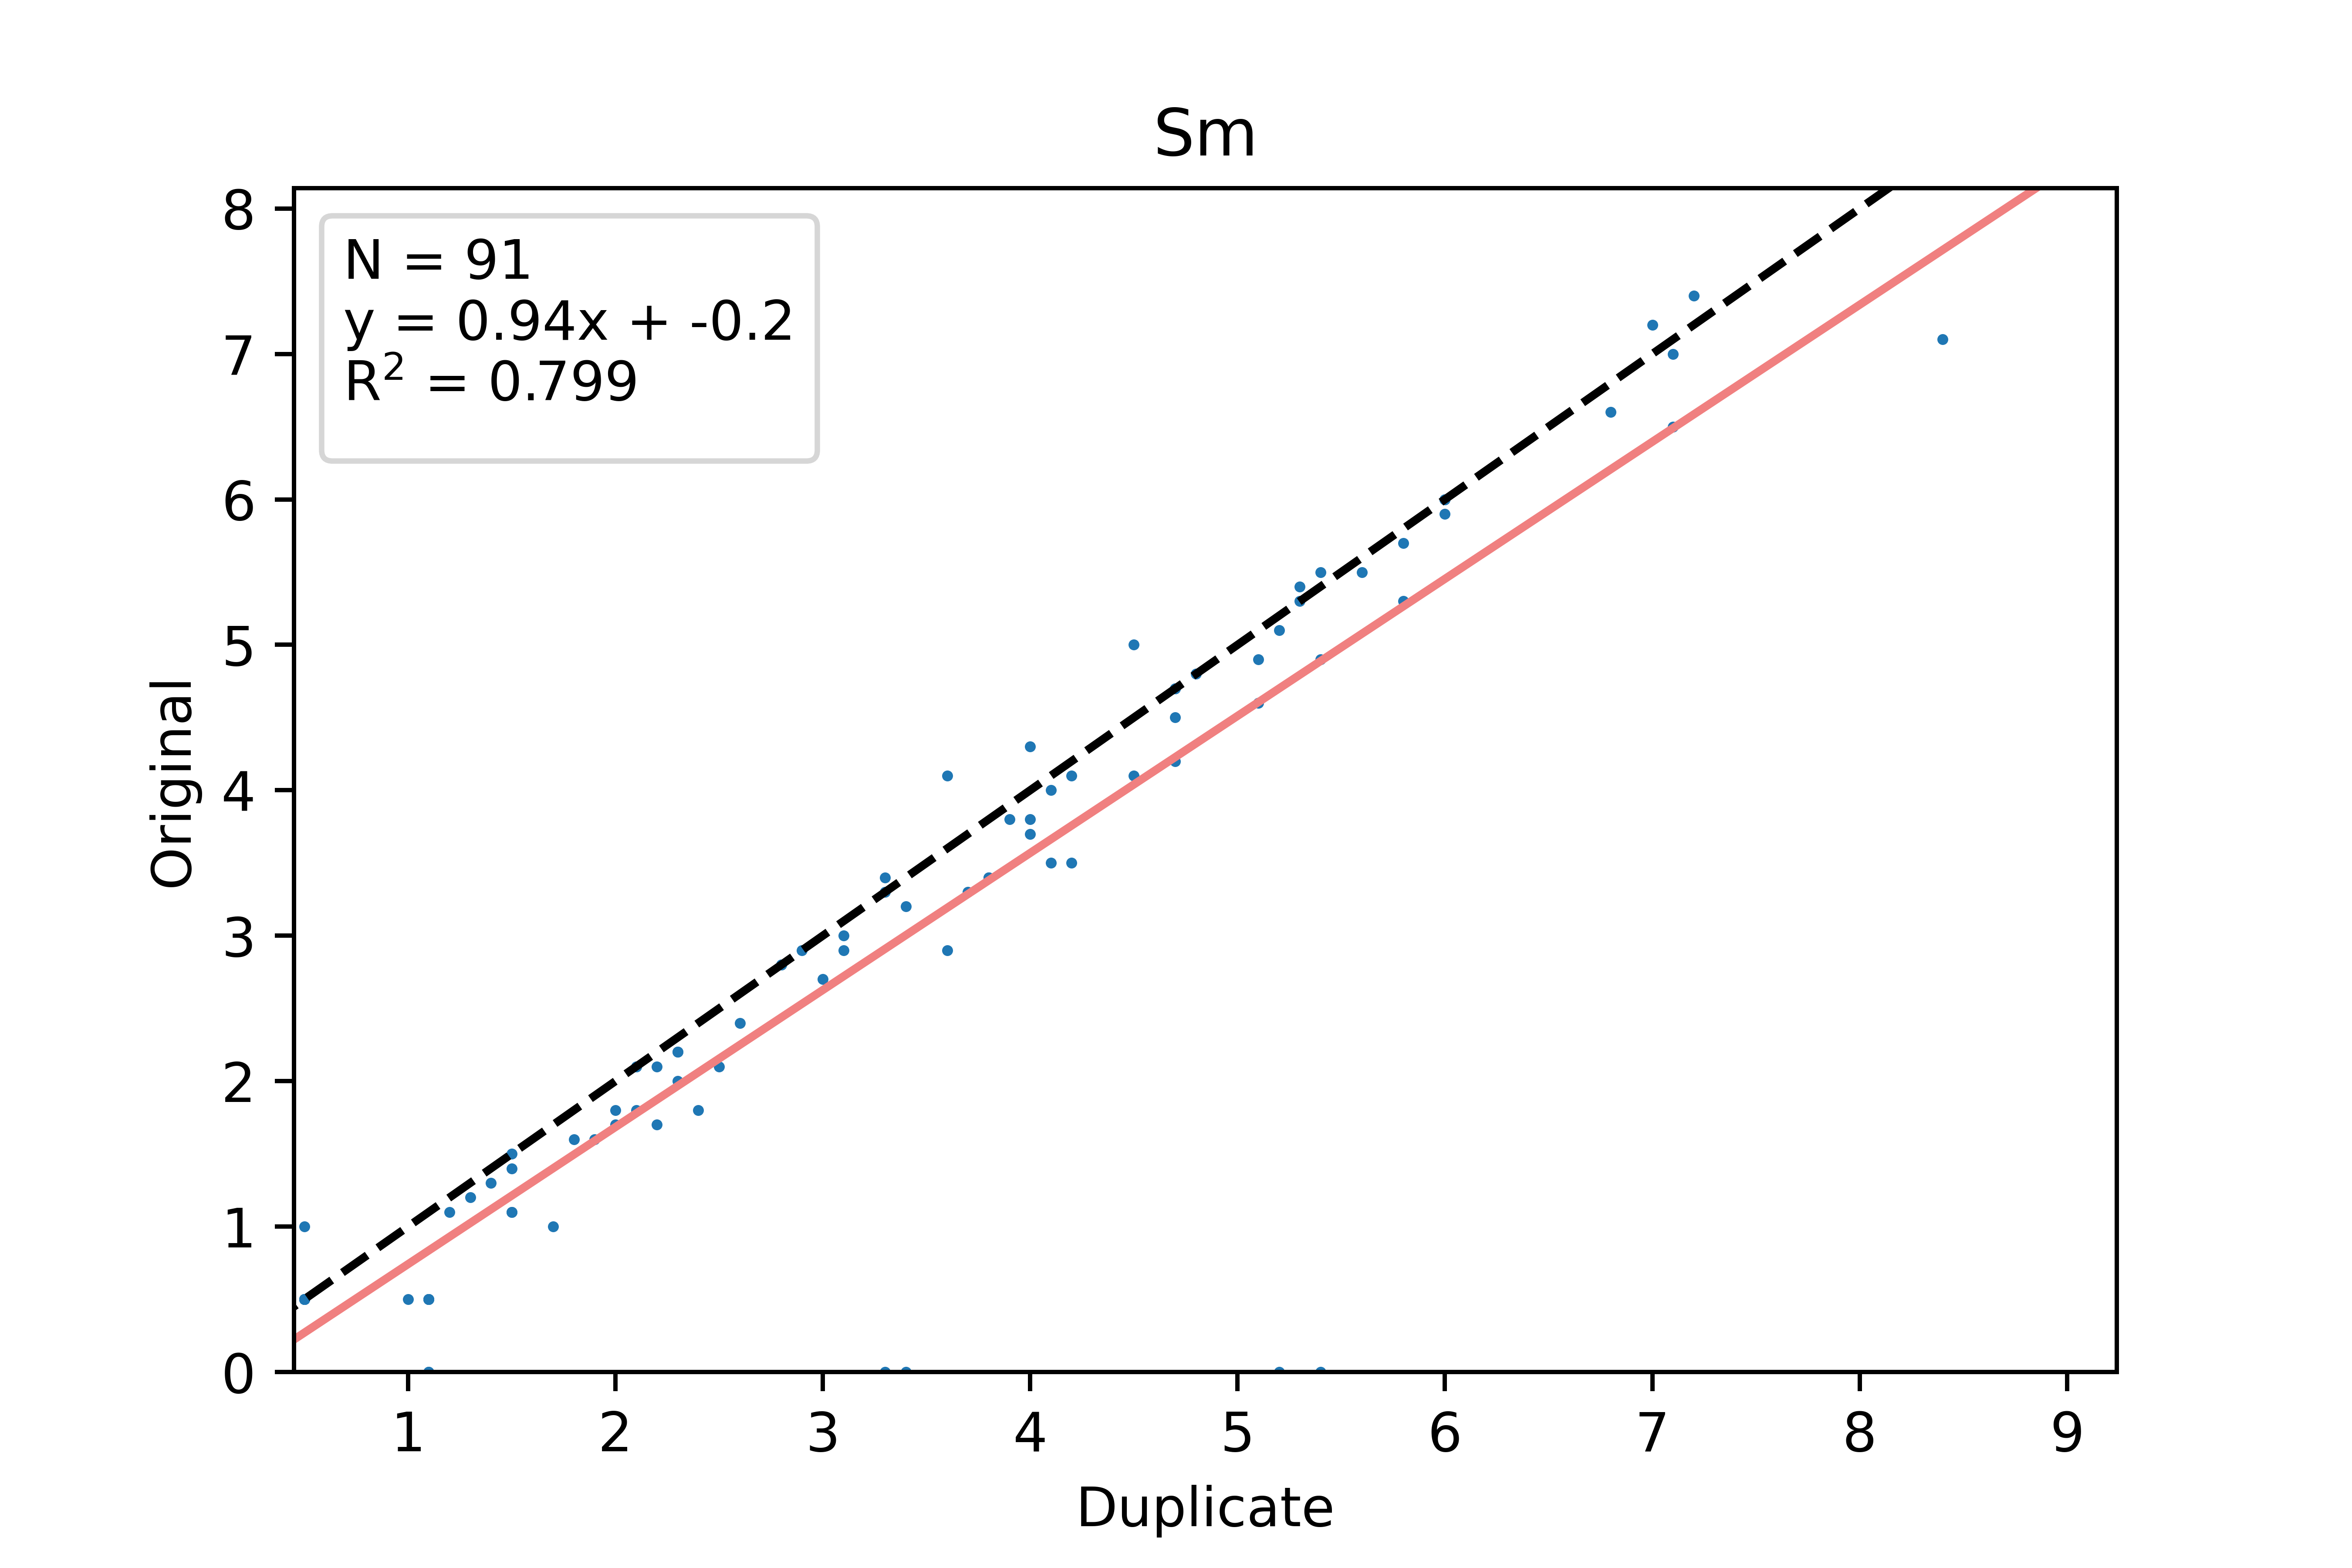 Sm
N = 91
y = 0.94x + -0.2
R² = 0.799
8
7
6
5
4
3
2
1
0
Original
1 2 3 4 5 6 7 8 9
Duplicate